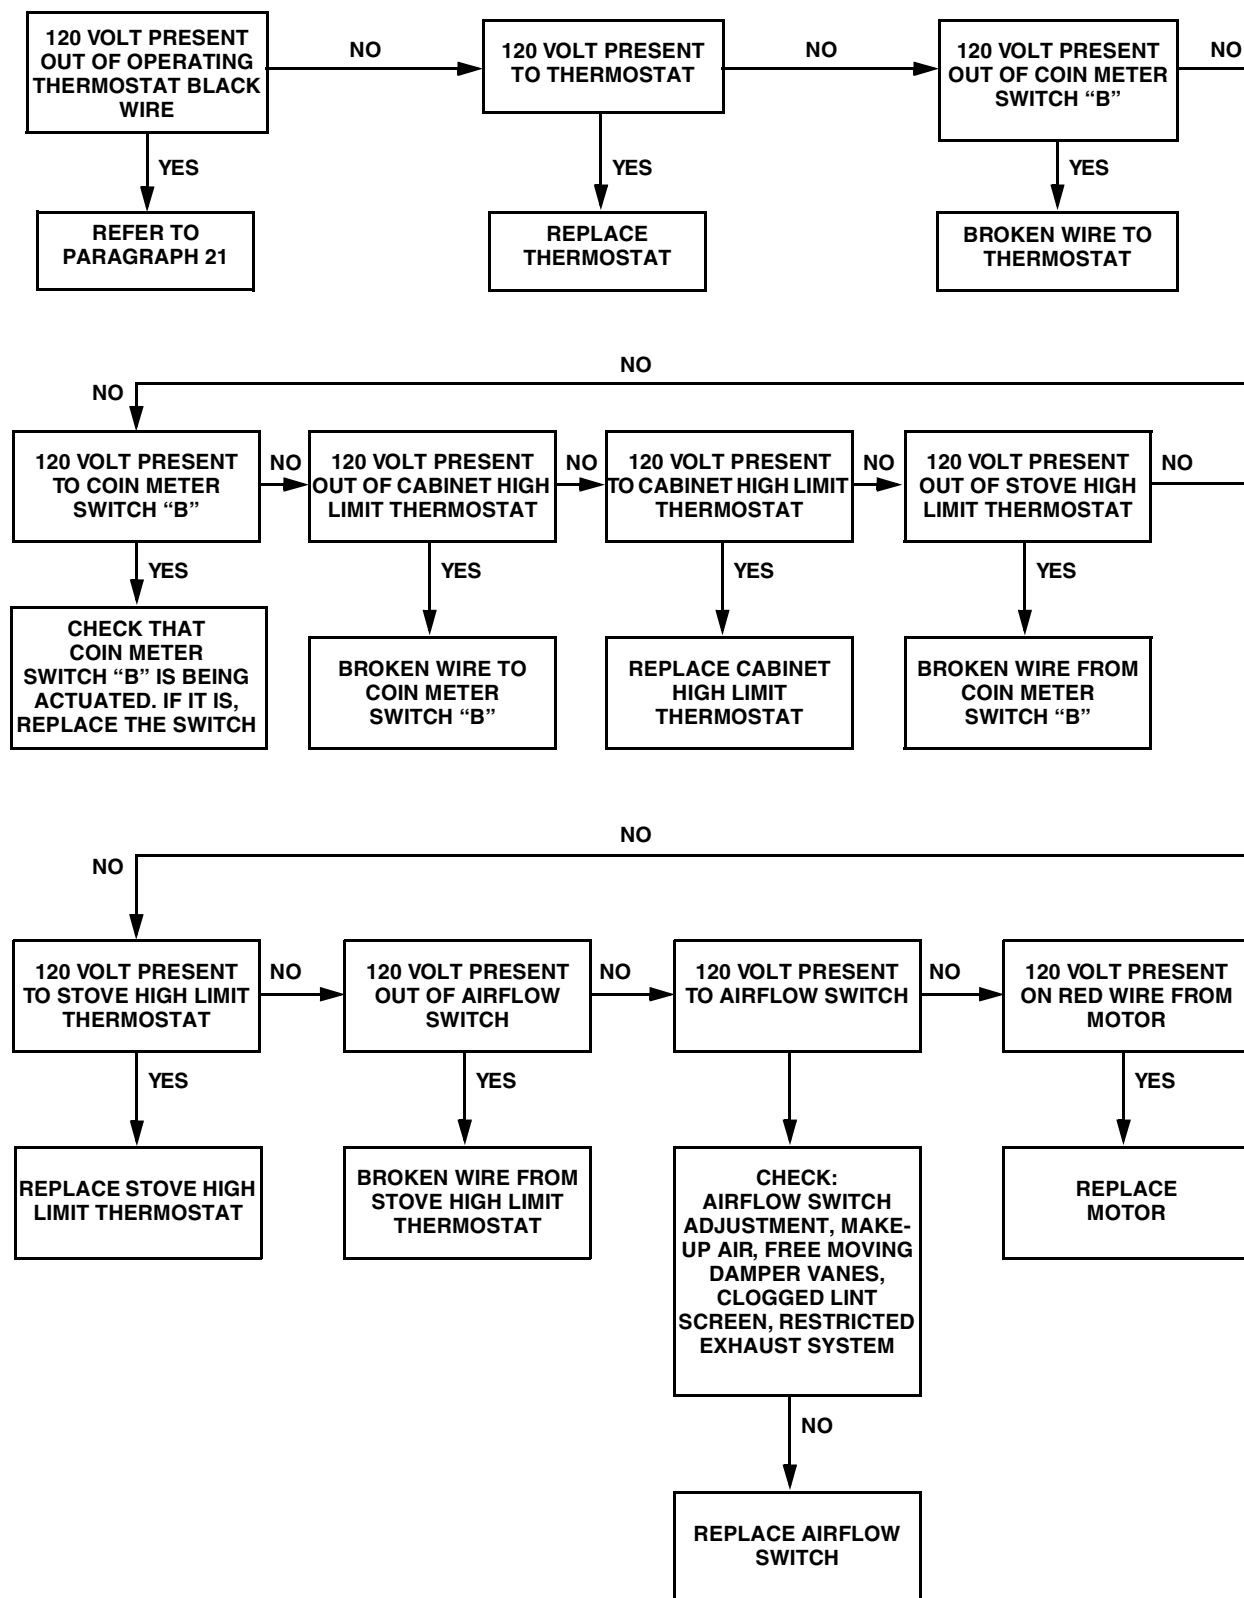 120 VOLT PRESENT
OUT OF OPERATING
THERMOSTAT BLACK
WIRE
NO
120 VOLT PRESENT
TO THERMOSTAT
NO
120 VOLT PRESENT
OUT OF COIN METER
SWITCH “B”
NO
YES
YES
YES
REFER TO
PARAGRAPH 21
REPLACE
THERMOSTAT
BROKEN WIRE TO
THERMOSTAT
NO
NO
120 VOLT PRESENT
TO COIN METER
SWITCH “B”
NO
120 VOLT PRESENT
OUT OF CABINET HIGH
LIMIT THERMOSTAT
NO
120 VOLT PRESENT
TO CABINET HIGH LIMIT
THERMOSTAT
NO
120 VOLT PRESENT
OUT OF STOVE HIGH
LIMIT THERMOSTAT
NO
YES
YES
YES
YES
CHECK THAT
COIN METER
SWITCH “B” IS BEING
ACTUATED. IF IT IS,
REPLACE THE SWITCH
BROKEN WIRE TO
COIN METER
SWITCH “B”
REPLACE CABINET
HIGH LIMIT
THERMOSTAT
BROKEN WIRE FROM
COIN METER
SWITCH “B”
NO
NO
120 VOLT PRESENT
TO STOVE HIGH LIMIT
THERMOSTAT
NO
120 VOLT PRESENT
OUT OF AIRFLOW
SWITCH
NO
120 VOLT PRESENT
TO AIRFLOW SWITCH
NO
120 VOLT PRESENT
ON RED WIRE FROM
MOTOR
YES
YES
YES
REPLACE STOVE HIGH
LIMIT THERMOSTAT
BROKEN WIRE FROM
STOVE HIGH LIMIT
THERMOSTAT
CHECK:
AIRFLOW SWITCH
ADJUSTMENT, MAKE-
UP AIR, FREE MOVING
DAMPER VANES,
CLOGGED LINT
SCREEN, RESTRICTED
EXHAUST SYSTEM
REPLACE
MOTOR
NO
REPLACE AIRFLOW
SWITCH